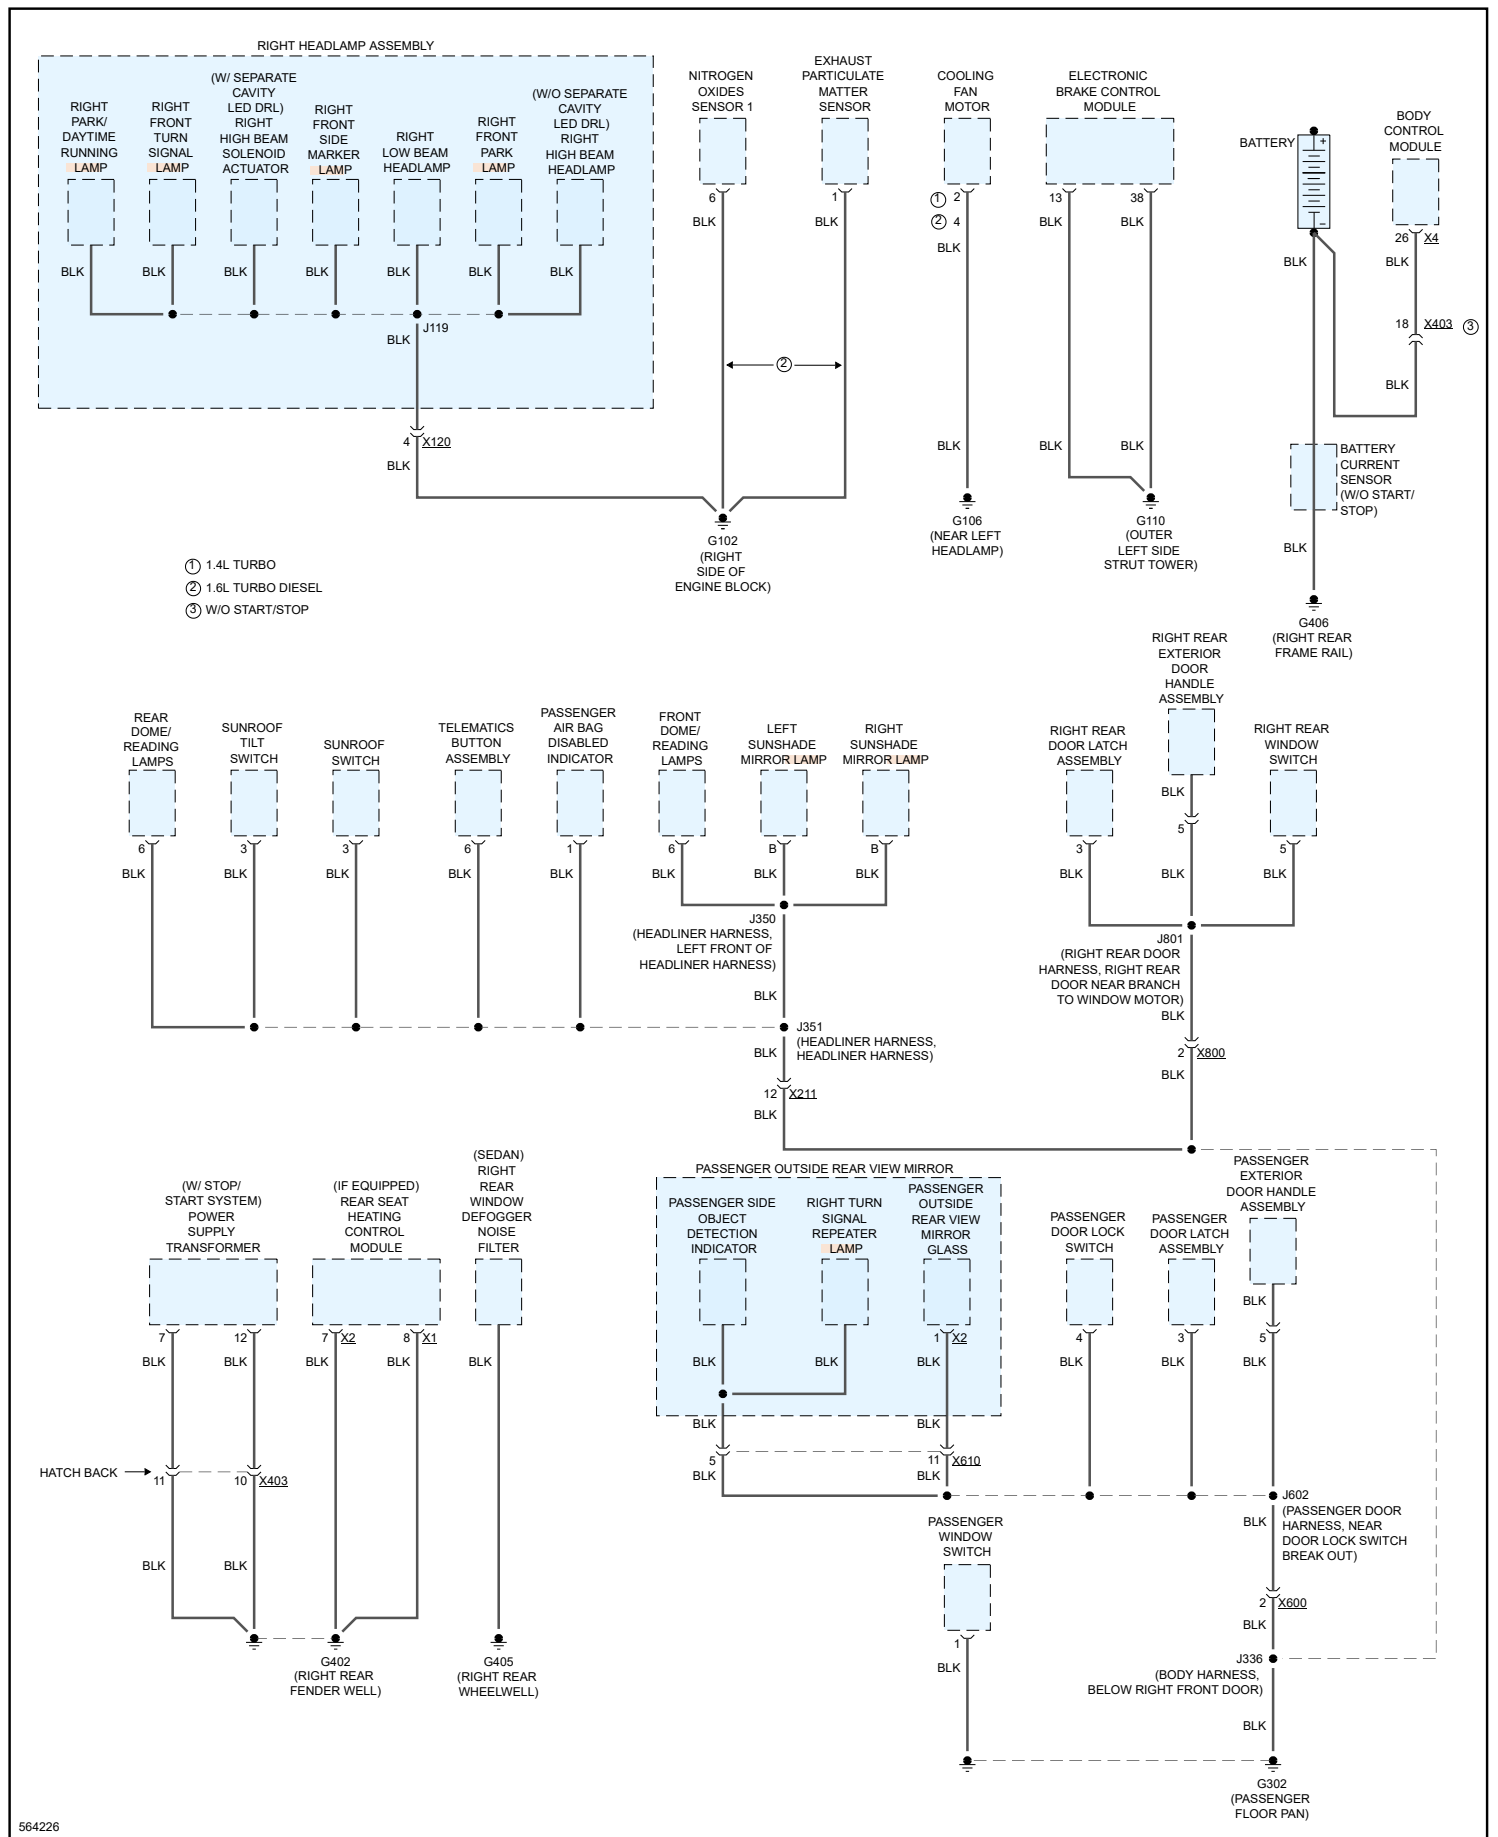 RIGHT HEADLAMP ASSEMBLY
RIGHT
PARK/
DAYTIME
RUNNING
LAMP
RIGHT
FRONT
TURN
SIGNAL
LAMP
(W/ SEPARATE
CAVITY
LED DRL)
RIGHT
HIGH BEAM
SOLENOID
ACTUATOR
RIGHT
FRONT
SIDE
MARKER
LAMP
RIGHT
LOW BEAM
HEADLAMP
RIGHT
FRONT
PARK
LAMP
(W/O SEPARATE
CAVITY
LED DRL)
RIGHT
HIGH BEAM
HEADLAMP
BLK BLK BLK BLK BLK BLK BLK
J119
BLK
4 X120
BLK
NITROGEN
OXIDES
SENSOR 1
6
BLK
EXHAUST
PARTICULATE
MATTER
SENSOR
1
BLK
2
G102
(RIGHT
SIDE OF
ENGINE BLOCK)
COOLING
FAN
MOTOR
1 2
2 4
BLK
BLK
G106
(NEAR LEFT
HEADLAMP)
ELECTRONIC
BRAKE CONTROL
MODULE
13 38
BLK BLK
BLK BLK
G110
(OUTER
LEFT SIDE
STRUT TOWER)
BATTERY
+
−
BLK
BODY
CONTROL
MODULE
26 X4
BLK
18 X403 3
BLK
BATTERY
CURRENT
SENSOR
(W/O START/
STOP)
BLK
G406
(RIGHT REAR
FRAME RAIL)
1 1.4L TURBO
2 1.6L TURBO DIESEL
3 W/O START/STOP
REAR
DOME/
READING
LAMPS
6
BLK
SUNROOF
TILT
SWITCH
3
BLK
SUNROOF
SWITCH
3
BLK
TELEMATICS
BUTTON
ASSEMBLY
6
BLK
PASSENGER
AIR BAG
DISABLED
INDICATOR
1
BLK
FRONT
DOME/
READING
LAMPS
6
BLK
LEFT
SUNSHADE
MIRROR LAMP
B
BLK
RIGHT
SUNSHADE
MIRROR LAMP
B
BLK
J350
(HEADLINER HARNESS,
LEFT FRONT OF
HEADLINER HARNESS)
BLK
J351
(HEADLINER HARNESS,
HEADLINER HARNESS)
BLK
12 X211
BLK
RIGHT REAR
DOOR LATCH
ASSEMBLY
3
BLK
RIGHT REAR
EXTERIOR
DOOR
HANDLE
ASSEMBLY
BLK
5
BLK
RIGHT REAR
WINDOW
SWITCH
5
BLK
J801
(RIGHT REAR DOOR
HARNESS, RIGHT REAR
DOOR NEAR BRANCH
TO WINDOW MOTOR)
BLK
2 X800
BLK
(W/ STOP/
START SYSTEM)
POWER
SUPPLY
TRANSFORMER
7 12
BLK BLK
HATCH BACK
11 10 X403
BLK BLK
(IF EQUIPPED)
REAR SEAT
HEATING
CONTROL
MODULE
7 X2 8 X1
BLK BLK
G402
(RIGHT REAR
FENDER WELL)
(SEDAN)
RIGHT
REAR
WINDOW
DEFOGGER
NOISE
FILTER
BLK
G405
(RIGHT REAR
WHEELWELL)
PASSENGER OUTSIDE REAR VIEW MIRROR
PASSENGER SIDE
OBJECT
DETECTION
INDICATOR
BLK
RIGHT TURN
SIGNAL
REPEATER
LAMP
BLK
PASSENGER
OUTSIDE
REAR VIEW
MIRROR
GLASS
1 X2
BLK
BLK BLK
5 11 X610
BLK BLK
PASSENGER
DOOR LOCK
SWITCH
4
BLK
PASSENGER
DOOR LATCH
ASSEMBLY
3
BLK
PASSENGER
EXTERIOR
DOOR HANDLE
ASSEMBLY
BLK
5
BLK
J602
(PASSENGER DOOR
HARNESS, NEAR
DOOR LOCK SWITCH
BREAK OUT)
BLK
2 X600
BLK
J336
(BODY HARNESS,
BELOW RIGHT FRONT DOOR)
BLK
PASSENGER
WINDOW
SWITCH
1
BLK
G302
(PASSENGER
FLOOR PAN)
564226